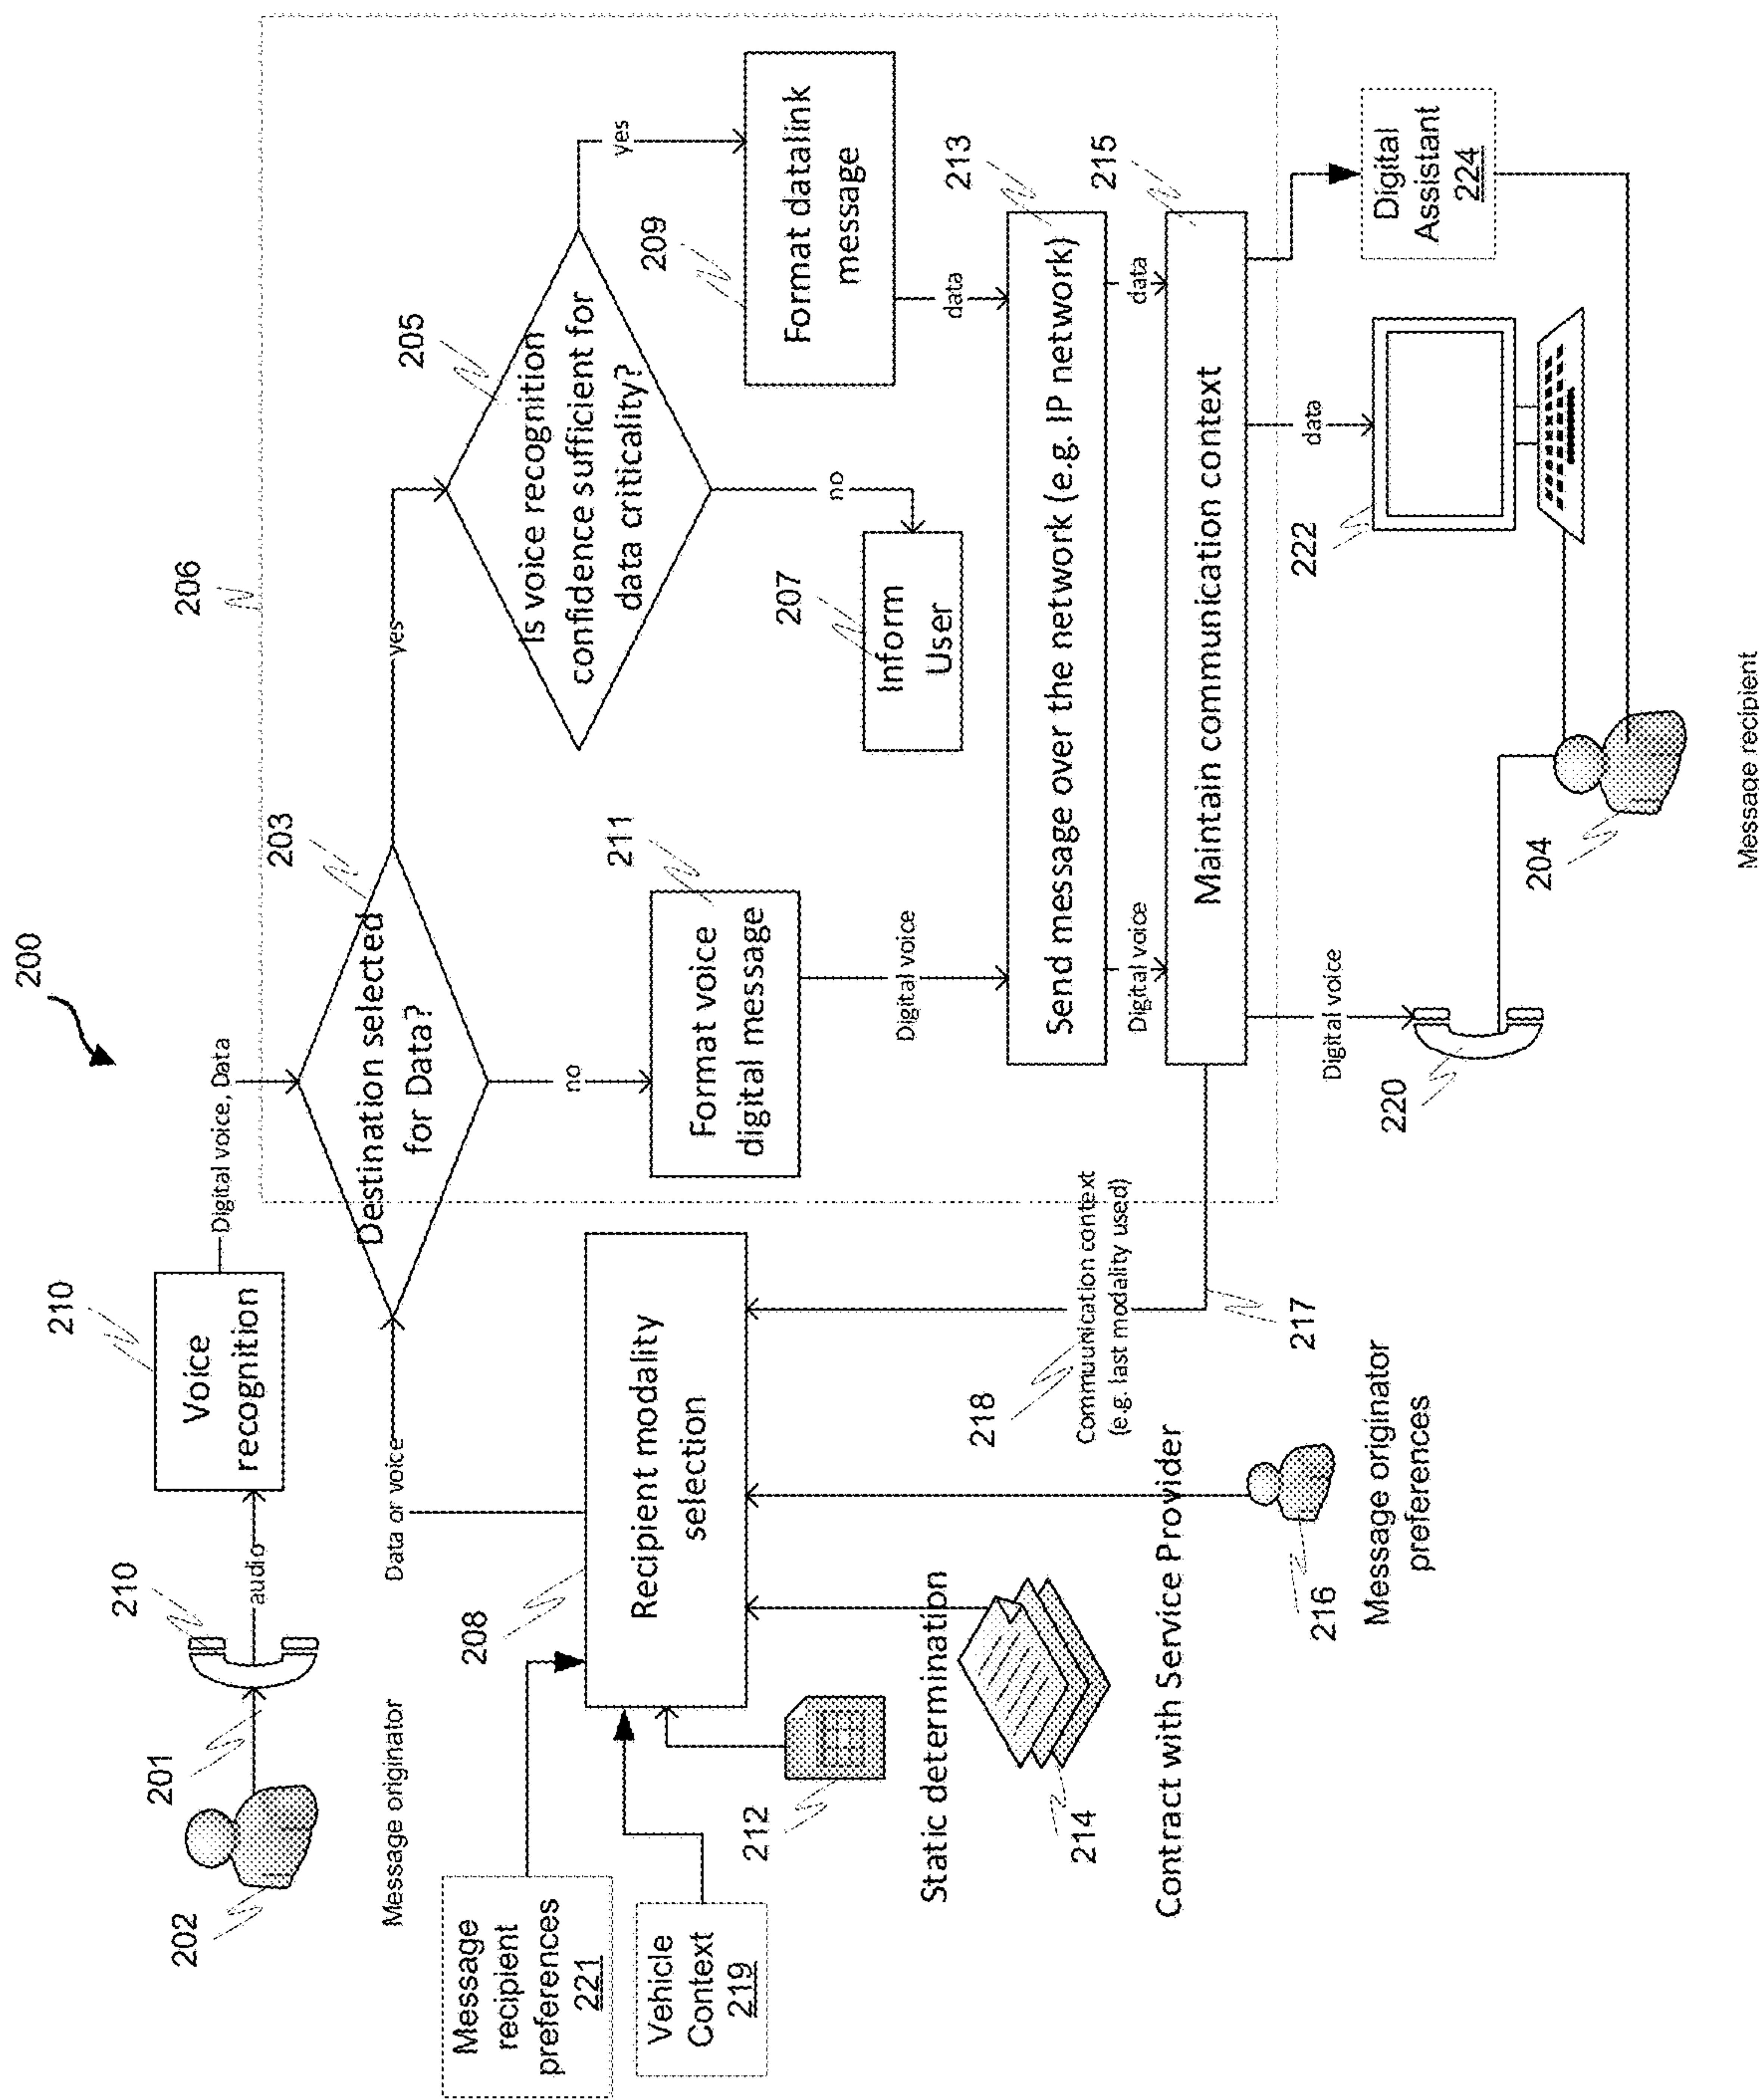 200
202
201
210
210
Message originator
audio
Voice
recognition
Digital voice, Data
206
Message
recipient
preferences
221
Vehicle
Context
219
Data or voice
203
Destination selected
for Data?
yes
no
205
Is voice recognition
confidence sufficient for
data criticality?
yes
no
208
Recipient modality
selection
211
Format voice
digital message
207
Inform
User
209
Format datalink
message
212
Static determination
214
Contract with Service Provider
216
Message originator
preferences
218
Communication context
(e.g. last modality used)
217
Digital voice
data
213
Send message over the network (e.g. IP network)
Digital voice
data
215
Maintain communication context
Digital voice
data
220
222
Digital
Assistant
224
204
Message recipient